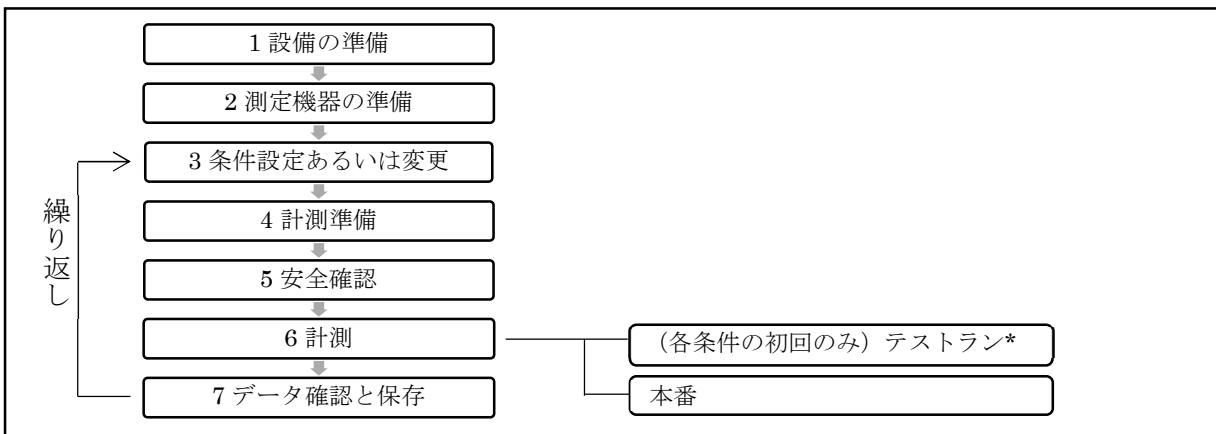 1 設備の準備
2 測定機器の準備
3 条件設定あるいは変更
4 計測準備
5 安全確認
6 計測
7 データ確認と保存
繰り返し
（各条件の初回のみ）テストラン*
本番